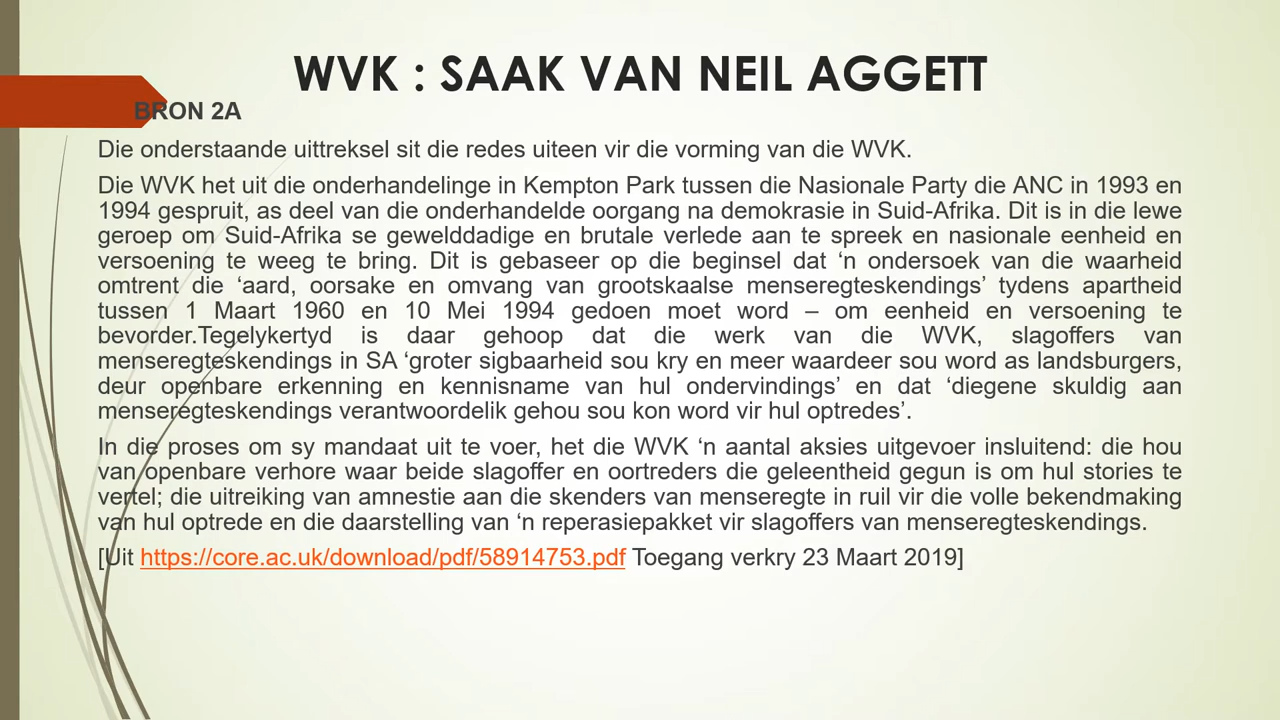 WVK : SAAK VAN NEIL AGGETT
BRON 2A
Die onderstaande uittreksel sit die redes uiteen vir die vorming van die WVK.
Die WVK het uit die onderhandelinge in Kempton Park tussen die Nasionale Party die ANC in 1993 en
1994 gespruit, as deel van die onderhandelde oorgang na demokrasie in Suid-Afrika. Dit is in die lewe
geroep om Suid-Afrika se gewelddadige en brutale verlede aan te spreek en nasionale eenheid en
versoening te weeg te bring. Dit is gebaseer op die beginsel dat ‘n ondersoek van die waarheid
omtrent die ‘aard, oorsake en omvang van grootskaalse menseregteskendings’ tydens apartheid
tussen 1 Maart 1960 en 10 Mei 1994 gedoen moet word – om eenheid en versoening te
bevorder.Tegelykertyd is daar gehoop dat die werk van die WVK, slagoffers van
menseregteskendings in SA ‘groter sigbaarheid sou kry en meer waardeer sou word as landsburgers,
deur openbare erkenning en kennisname van hul ondervindings’ en dat ‘diegene skuldig aan
menseregteskendings verantwoordelik gehou sou kon word vir hul optredes’.
In die proses om sy mandaat uit te voer, het die WVK ‘n aantal aksies uitgevoer insluitend: die hou
van openbare verhore waar beide slagoffer en oortreders die geleentheid gegun is om hul stories te
vertel; die uitreiking van amnestie aan die skenders van menseregte in ruil vir die volle bekendmaking
van hul optrede en die daarstelling van ‘n reperasiepakket vir slagoffers van menseregteskendings.
[Uit https://core.ac.uk/download/pdf/58914753.pdf Toegang verkry 23 Maart 2019]